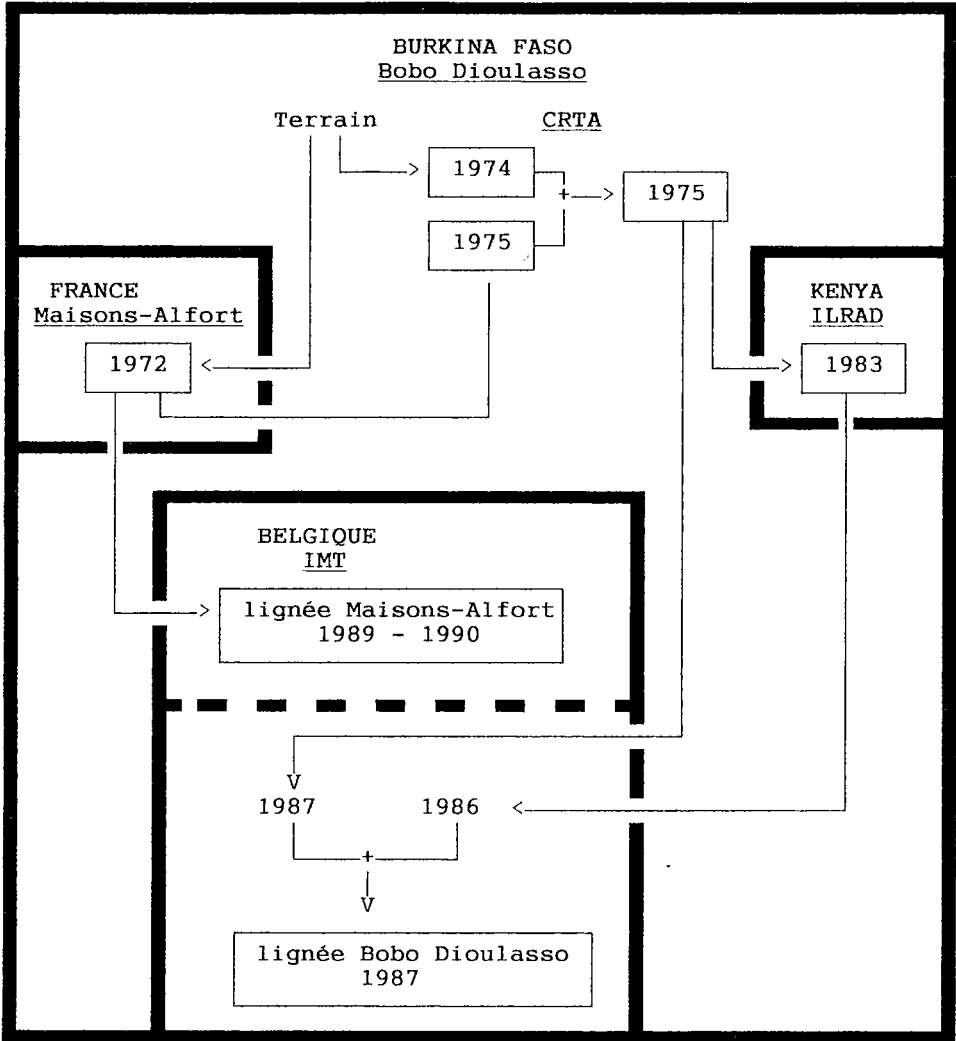 BURKINA FASO
Bobo Dioulasso
Terrain
CRTA
1974
+
1975
1975
FRANCE
Maisons-Alfort
1972
KENYA
ILRAD
1983
BELGIQUE
IMT
lignée Maisons-Alfort
1989 - 1990
1987
1986
+
lignée Bobo Dioulasso
1987